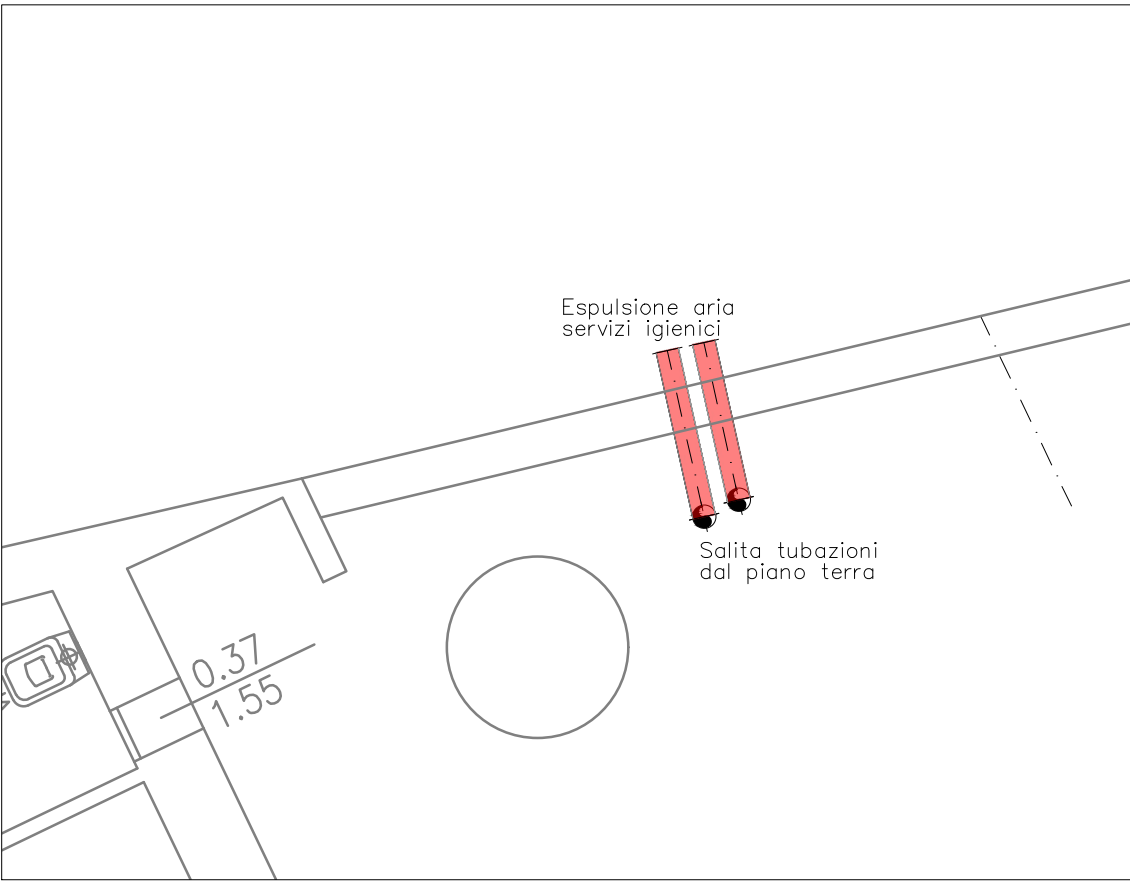 Espulsione aria
servizi igienici
Salita tubazioni
dal piano terra
0.37
1.55